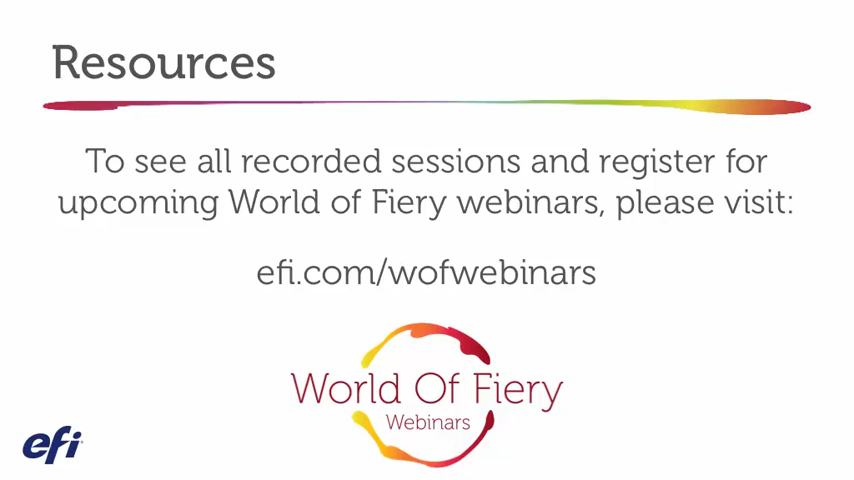 Resources
To see all recorded sessions and register for
upcoming World of Fiery webinars, please visit:
efi.com/wofwebinars
World Of Fiery
Webinars
efi